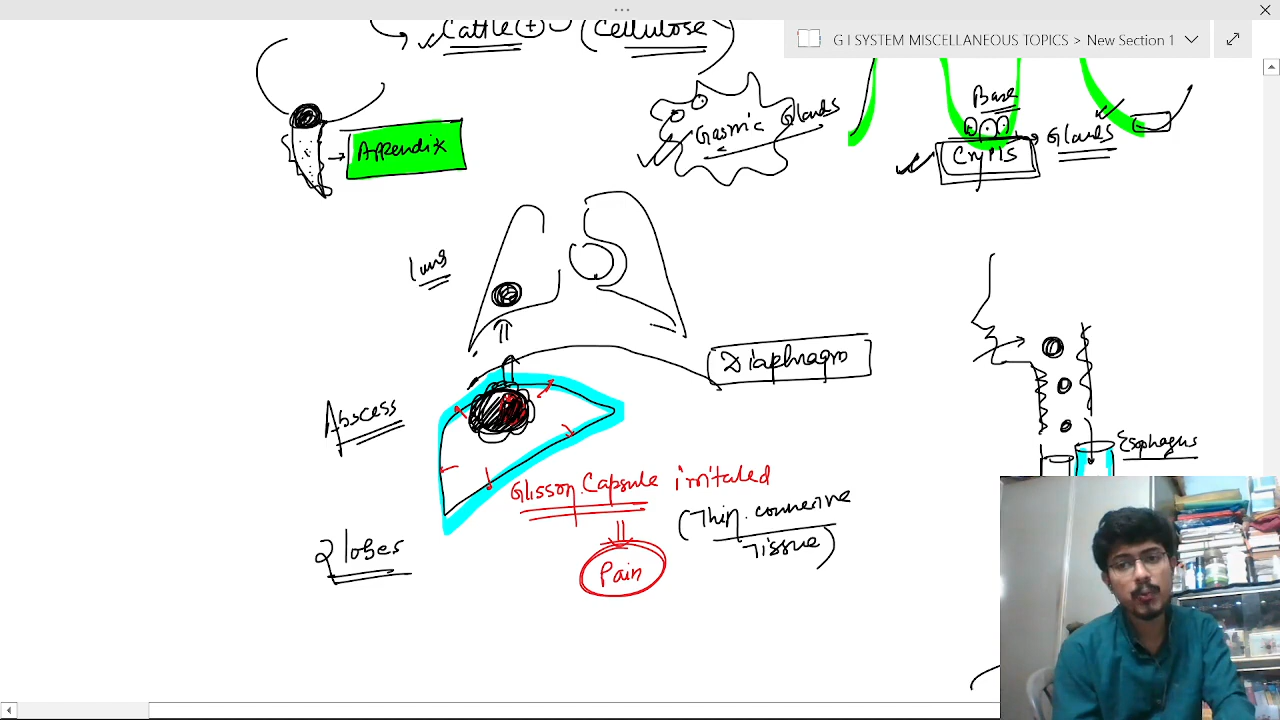 G I SYSTEM MISCELLANEOUS TOPICS > New Section 1
Cattle (+)
(Cellulose)
Appendix
Glands
Base
Glands
Crypts
lung
Diaphragm
Abscess
Esophagus
Glisson Capsule irritated
(Thin connective
Tissue)
Pain
2 lobes